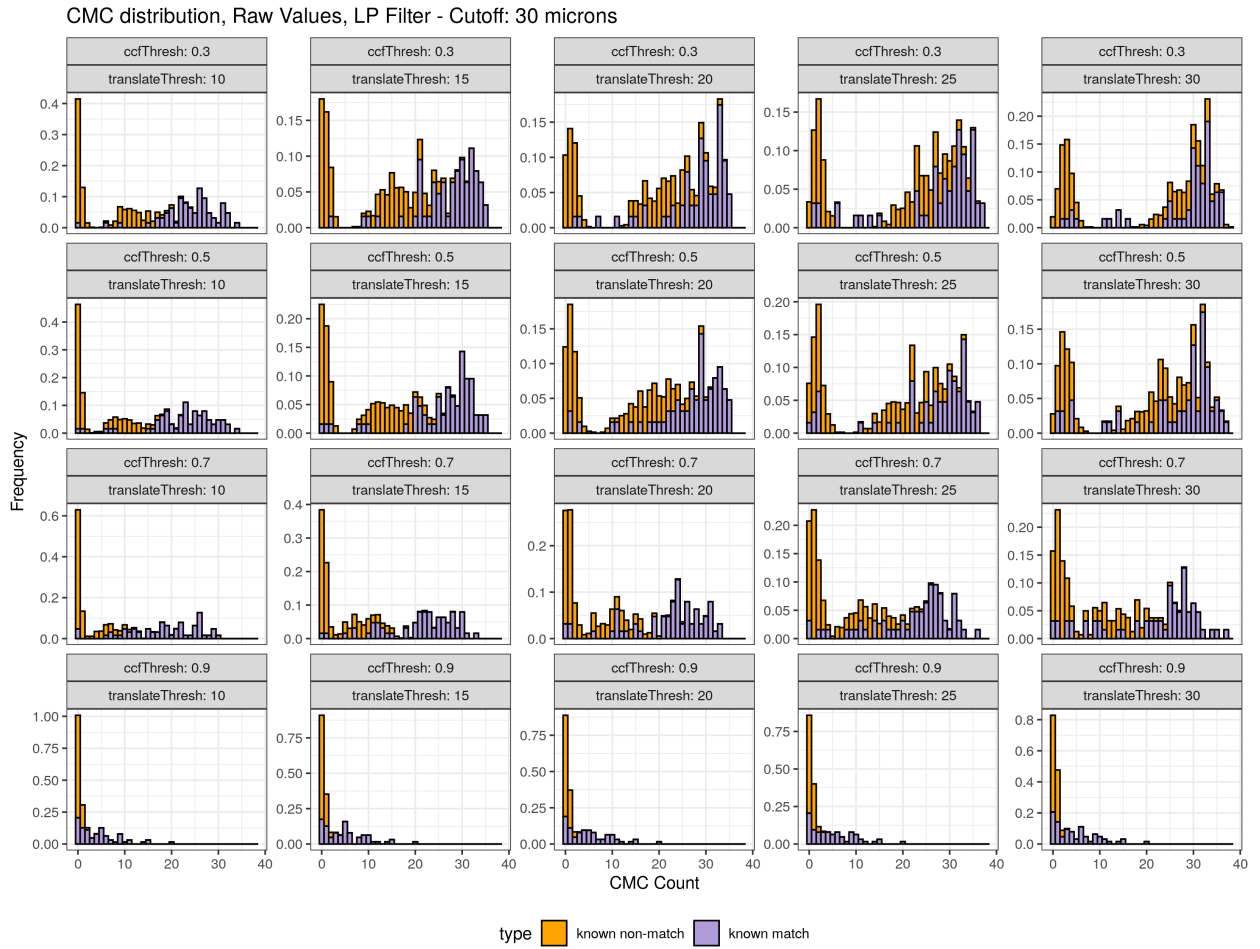 CMC distribution, Raw Values, LP Filter - Cutoff: 30 microns
ccfThresh: 0.3 ccfThresh: 0.3 ccfThresh: 0.3 ccfThresh: 0.3 ccfThresh: 0.3
translateThresh: 10 translateThresh: 15 translateThresh: 20 translateThresh: 25 translateThresh: 30
0.4 0.3 0.2 0.1 0.0
0.15 0.10 0.05 0.00
0.15 0.10 0.05 0.00
0.15 0.10 0.05 0.00
0.20 0.15 0.10 0.05 0.00
ccfThresh: 0.5 ccfThresh: 0.5 ccfThresh: 0.5 ccfThresh: 0.5 ccfThresh: 0.5
translateThresh: 10 translateThresh: 15 translateThresh: 20 translateThresh: 25 translateThresh: 30
0.4 0.3 0.2 0.1 0.0
0.20 0.15 0.10 0.05 0.00
0.15 0.10 0.05 0.00
0.20 0.15 0.10 0.05 0.00
0.15 0.10 0.05 0.00
Frequency
ccfThresh: 0.7 ccfThresh: 0.7 ccfThresh: 0.7 ccfThresh: 0.7 ccfThresh: 0.7
translateThresh: 10 translateThresh: 15 translateThresh: 20 translateThresh: 25 translateThresh: 30
0.6 0.4 0.2 0.0
0.4 0.3 0.2 0.1 0.0
0.2 0.1 0.0
0.20 0.15 0.10 0.05 0.00
0.20 0.15 0.10 0.05 0.00
ccfThresh: 0.9 ccfThresh: 0.9 ccfThresh: 0.9 ccfThresh: 0.9 ccfThresh: 0.9
translateThresh: 10 translateThresh: 15 translateThresh: 20 translateThresh: 25 translateThresh: 30
1.00 0.75 0.50 0.25 0.00
0.75 0.50 0.25 0.00
0.75 0.50 0.25 0.00
0.75 0.50 0.25 0.00
0.8 0.6 0.4 0.2 0.0
0 10 20 30 40 0 10 20 30 40 0 10 20 30 40 0 10 20 30 40 0 10 20 30 40
CMC Count
type known non-match known match